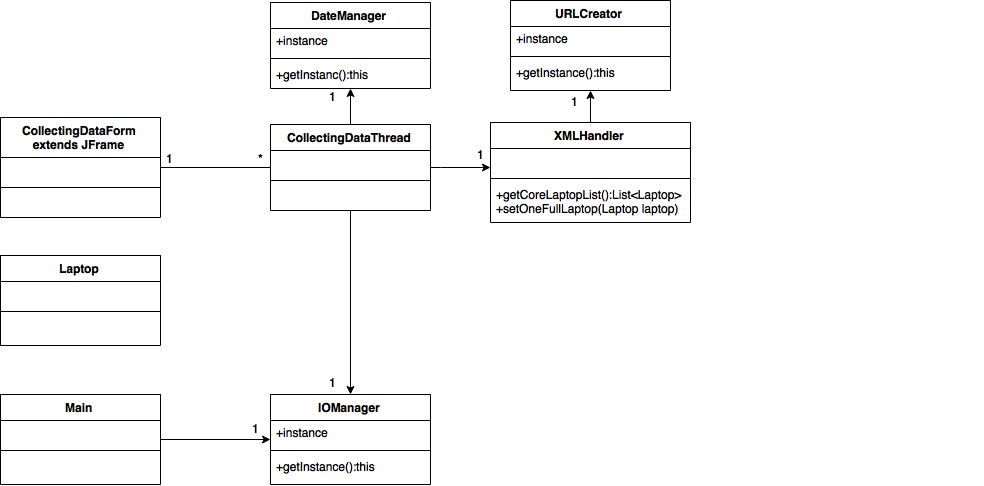 DateManager
+instance
+getInstanc():this
1
URLCreator
+instance
+getInstance():this
1
CollectingDataForm
extends JFrame
1
*
CollectingDataThread
1
XMLHandler
+getCoreLaptopList():List<Laptop>
+setOneFullLaptop(Laptop laptop)
Laptop
1
Main
1
IOManager
+instance
+getInstance():this